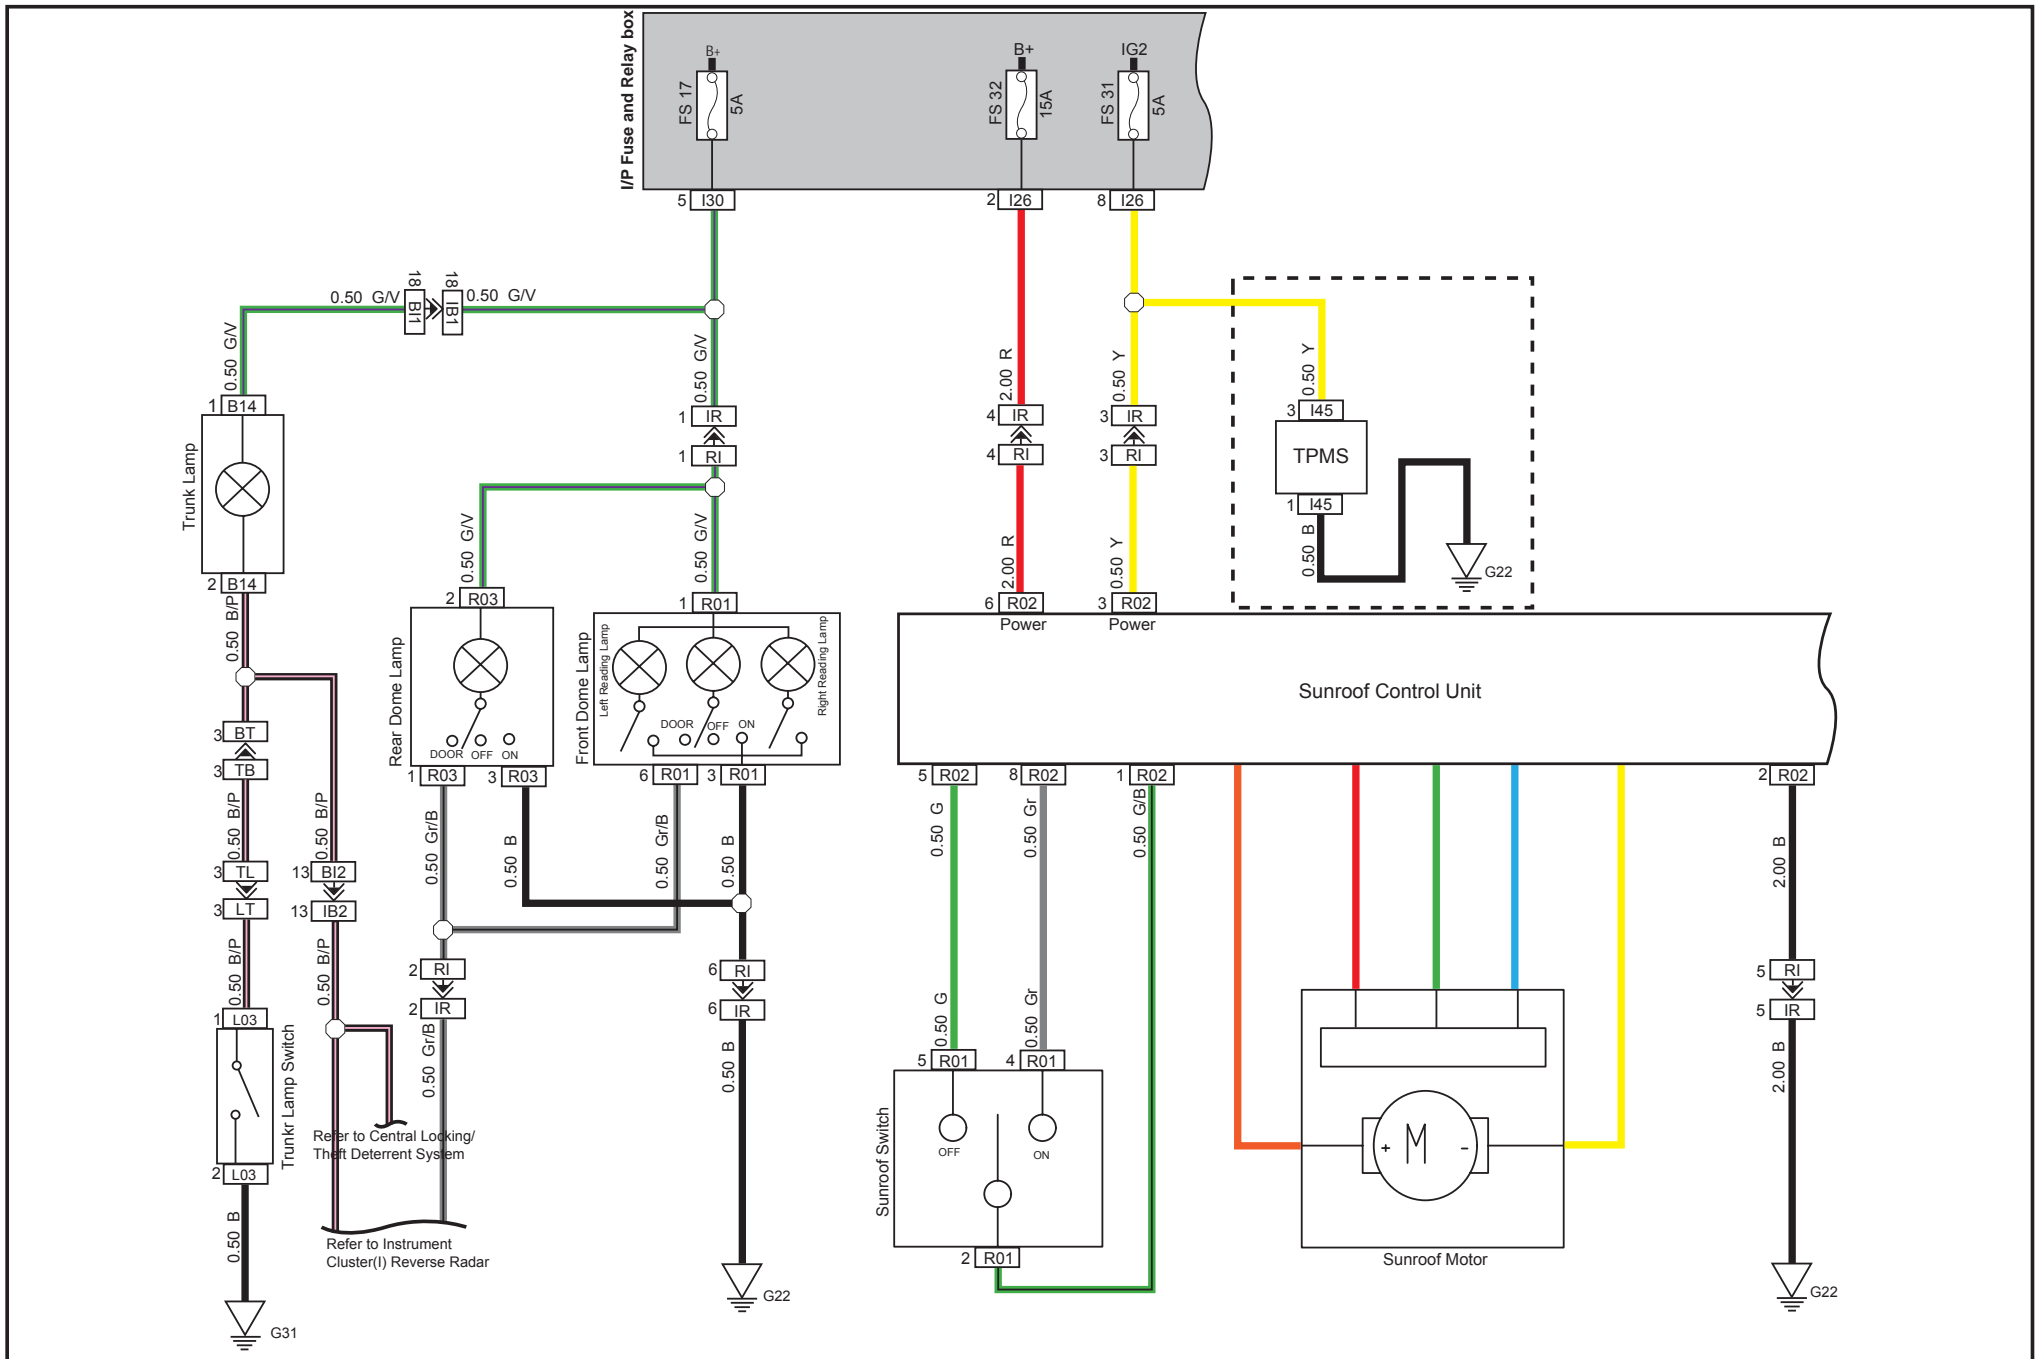 I/P Fuse and Relay box
B+
FS 17
5A
B+
FS 32
15A
IG2
FS 31
5A
5 I30
2 I26
8 I26
0.50 G/V
18 BI1
18 IB1
0.50 G/V
0.50 G/V
0.50 G/V
2.00 R
0.50 Y
0.50 Y
1 B14
1 IR
4 IR
3 IR
3 I45
1 RI
4 RI
3 RI
TPMS
1 I45
Trunk Lamp
0.50 G/V
0.50 G/V
2.00 R
0.50 Y
0.50 B
G22
2 B14
2 R03
1 R01
6 R02
3 R02
Power
Power
0.50 B/P
Rear Dome Lamp
DOOR
OFF
ON
Front Dome Lamp
Left Reading Lamp
Right Reading Lamp
DOOR
OFF
ON
Sunroof Control Unit
3 BT
3 TB
1 R03
3 R03
6 R01
3 R01
5 R02
8 R02
1 R02
2 R02
0.50 B/P
0.50 B/P
0.50 Gr/B
0.50 B
0.50 Gr/B
0.50 B
0.50 G
0.50 Gr
0.50 G/B
2.00 B
3 TL
13 BI2
3 LT
13 IB2
0.50 B/P
0.50 B/P
2 RI
6 RI
5 RI
2 IR
6 IR
5 IR
0.50 G
0.50 Gr
1 L03
0.50 Gr/B
0.50 B
2.00 B
5 R01
4 R01
Trunkr Lamp Switch
Refer to Central Locking/
Theft Deterrent System
Sunroof Switch
OFF
ON
+
M
-
2 L03
0.50 B
Refer to Instrument
Cluster(I) Reverse Radar
2 R01
Sunroof Motor
G22
G22
G31